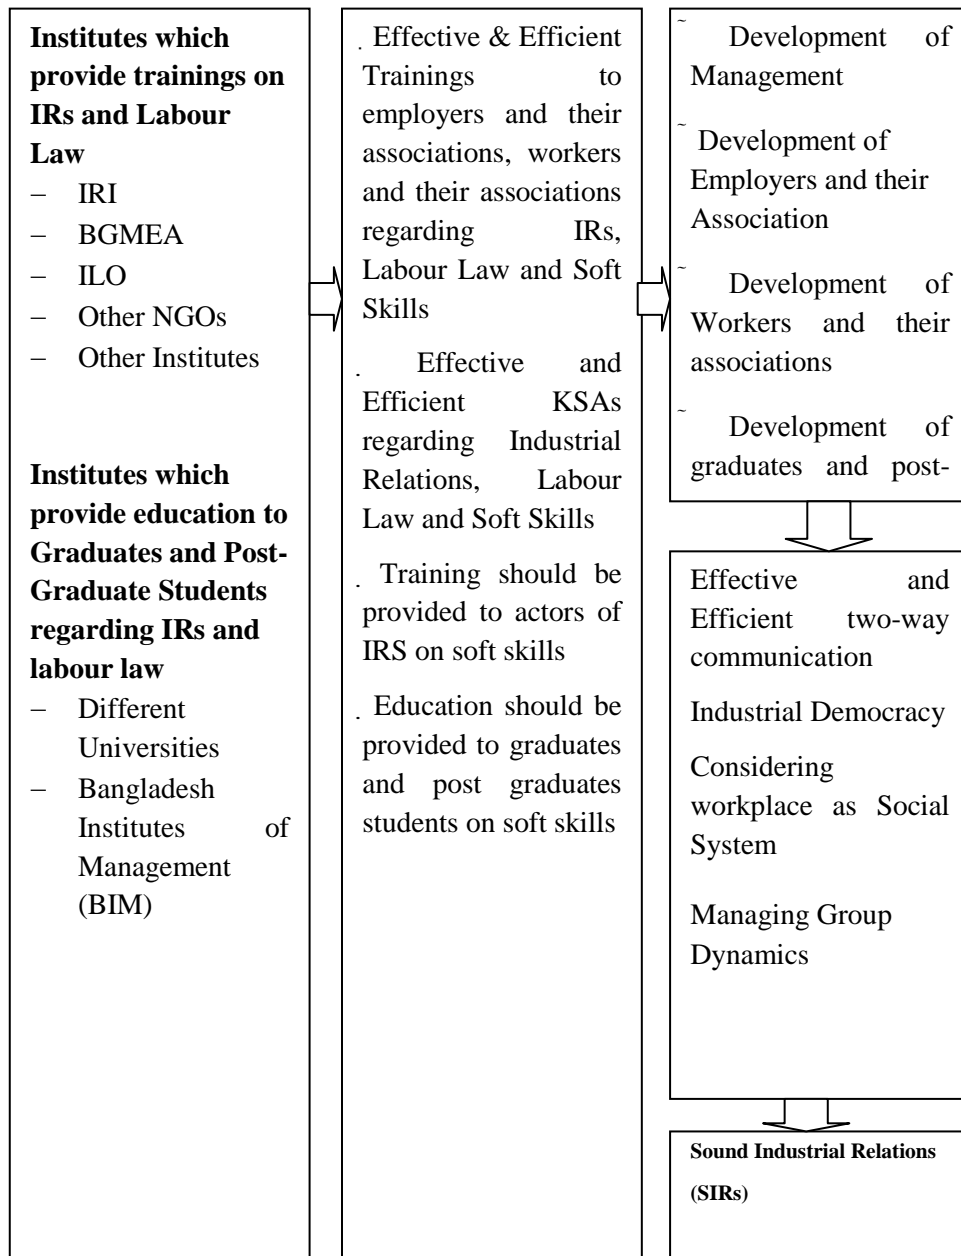 Institutes which
provide trainings on
IRs and Labour
Law
– IRI
– BGMEA
– ILO
– Other NGOs
– Other Institutes
Institutes which
provide education to
Graduates and Post-
Graduate Students
regarding IRs and
labour law
– Different
Universities
– Bangladesh
Institutes of
Management
(BIM)
. Effective & Efficient
Trainings to
employers and their
associations, workers
and their associations
regarding IRs,
Labour Law and Soft
Skills
. Effective and
Efficient KSAs
regarding Industrial
Relations, Labour
Law and Soft Skills
. Training should be
provided to actors of
IRS on soft skills
. Education should be
provided to graduates
and post graduates
students on soft skills
~ Development of
Management
~ Development of
Employers and their
Association
~ Development of
Workers and their
associations
~ Development of
graduates and post-
Effective and
Efficient two-way
communication
Industrial Democracy
Considering
workplace as Social
System
Managing Group
Dynamics
Sound Industrial Relations
(SIRs)